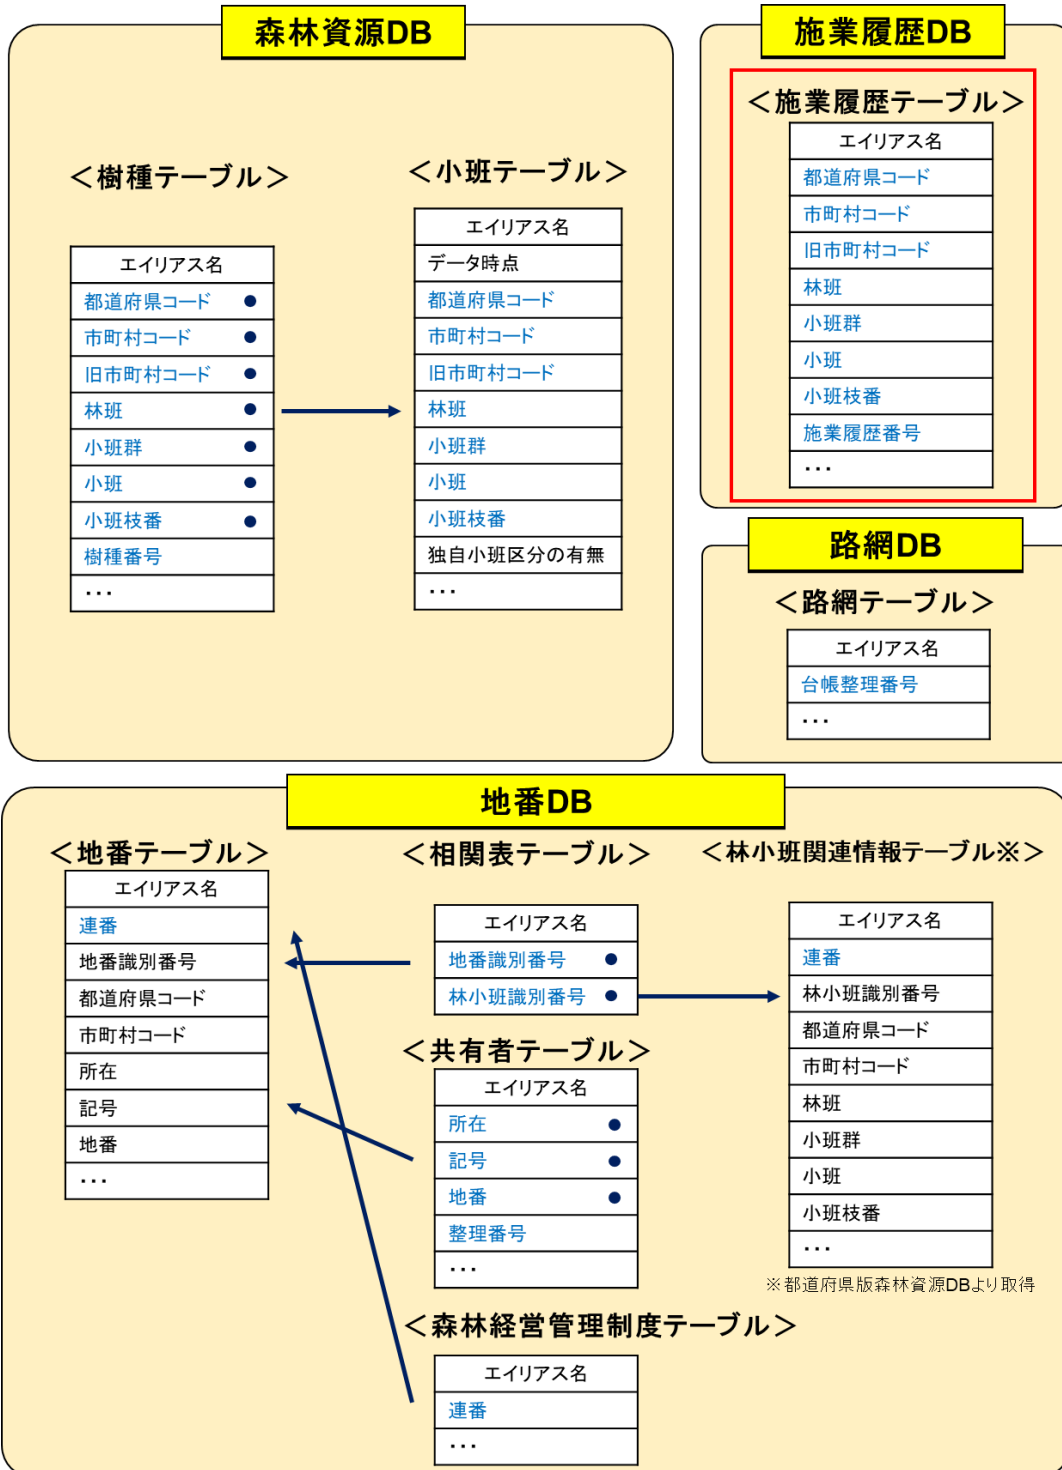 森林資源DB
＜樹種テーブル＞
エイリアス名
都道府県コード ●
市町村コード ●
旧市町村コード ●
林班 ●
小班群 ●
小班 ●
小班枝番 ●
樹種番号
・・・
＜小班テーブル＞
エイリアス名
データ時点
都道府県コード
市町村コード
旧市町村コード
林班
小班群
小班
小班枝番
独自小班区分の有無
・・・
施業履歴DB
＜施業履歴テーブル＞
エイリアス名
都道府県コード
市町村コード
旧市町村コード
林班
小班群
小班
小班枝番
施業履歴番号
・・・
路網DB
＜路網テーブル＞
エイリアス名
台帳整理番号
・・・
地番DB
＜地番テーブル＞
エイリアス名
連番
地番識別番号
都道府県コード
市町村コード
所在
記号
地番
・・・
＜相関表テーブル＞
エイリアス名
地番識別番号 ●
林小班識別番号 ●
＜共有者テーブル＞
エイリアス名
所在 ●
記号 ●
地番 ●
整理番号
・・・
＜森林経営管理制度テーブル＞
エイリアス名
連番
・・・
＜林小班関連情報テーブル※＞
エイリアス名
連番
林小班識別番号
都道府県コード
市町村コード
林班
小班群
小班
小班枝番
・・・
※都道府県版森林資源DBより取得